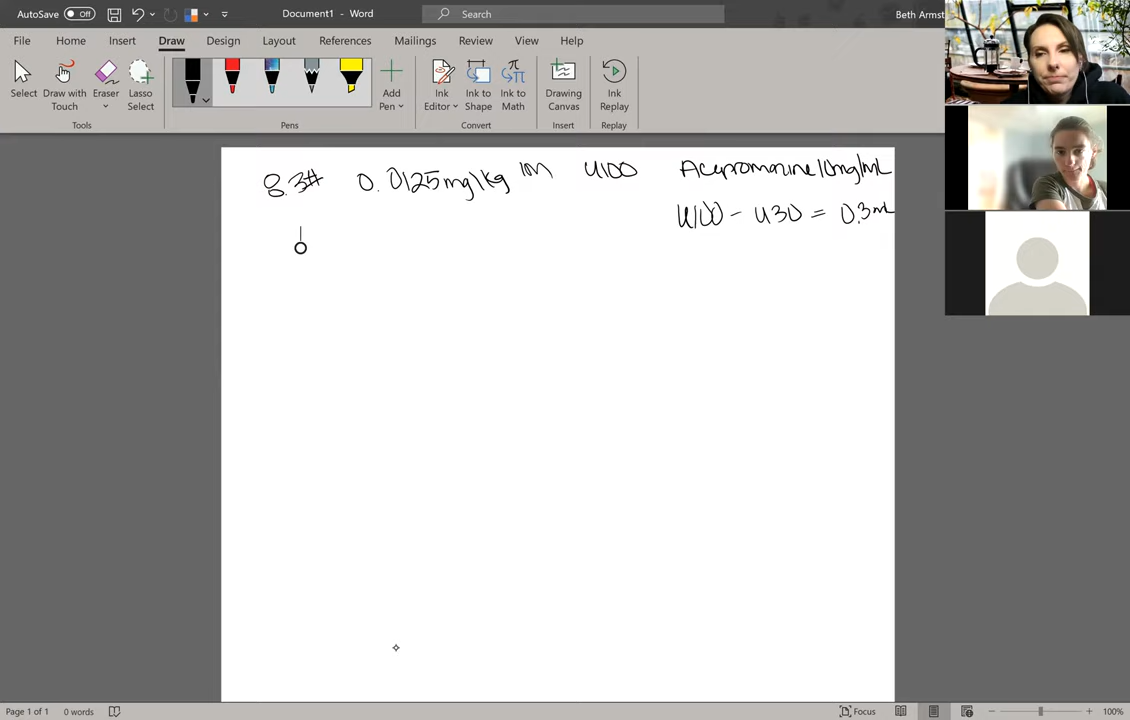 AutoSave Off Document1 - Word Search Beth Armst
File Home Insert Draw Design Layout References Mailings Review View Help
Select Draw with Touch Eraser Lasso Select Add Pen Ink Editor Ink to Shape Ink to Math Drawing Canvas Ink Replay
Tools Pens Convert Insert Replay
8.3# 0.0125mg/kg IM U100 Acepromazine 10mg/mL
U100 - U30 = 0.3mL
Page 1 of 1 0 words Focus 100%